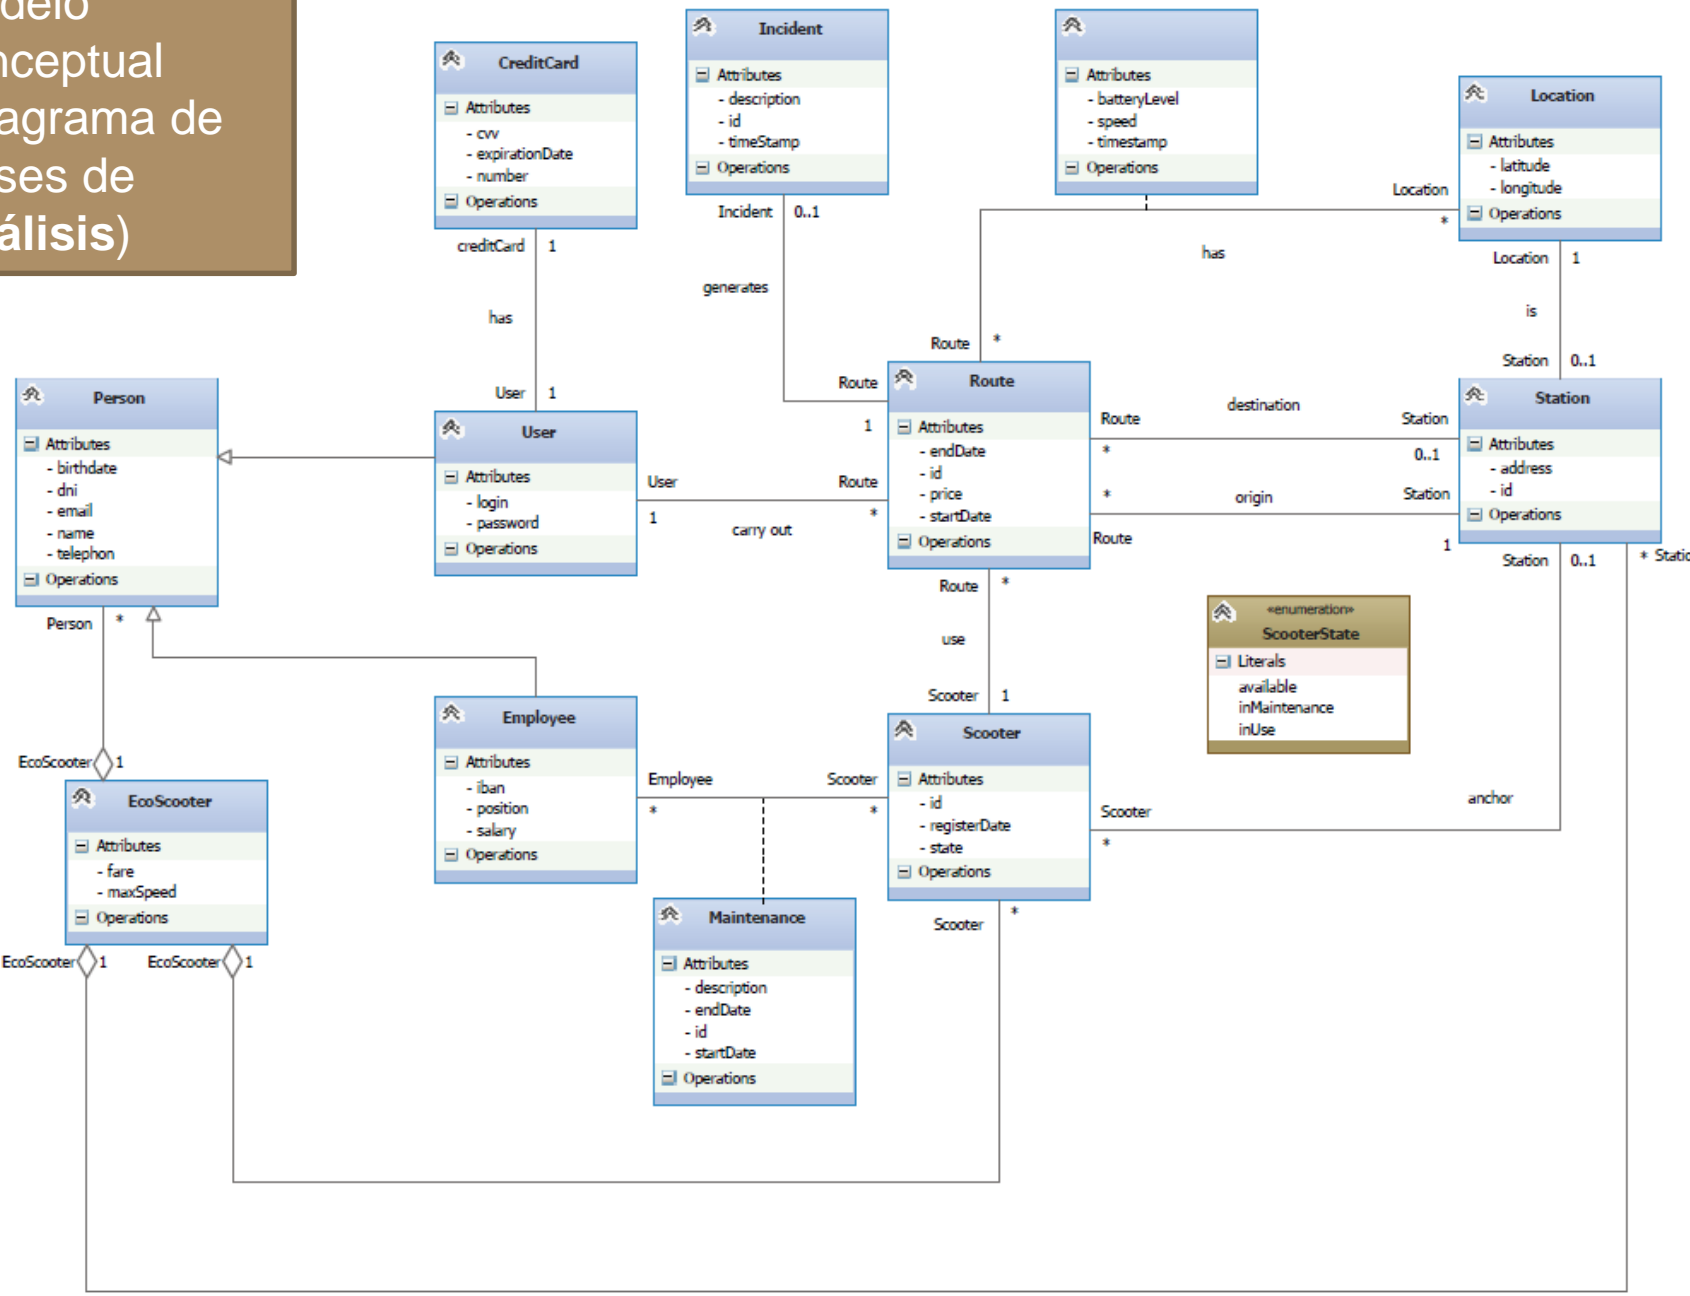 delo
nceptual
agrama de
ses de
álisis)
CreditCard
Attributes
- cvv
- expirationDate
- number
Operations
creditCard 1
has
User 1
Incident
Attributes
- description
- id
- timeStamp
Operations
Incident 0..1
generates
Route
1
Attributes
- batteryLevel
- speed
- timestamp
Operations
Location
*
has
Route *
Location
Attributes
- latitude
- longitude
Operations
Location 1
is
Station 0..1
Person
Attributes
- birthdate
- dni
- email
- name
- telephon
Operations
Person *
User
Attributes
- login
- password
Operations
User Route
1 *
carry out
Route
Attributes
- endDate
- id
- price
- startDate
Operations
destination
Route Station
* 0..1
* origin Station
Route 1
Station
Attributes
- address
- id
Operations
Station 0..1
* Static
Route *
use
Scooter 1
«enumeration»
ScooterState
Literals
available
inMaintenance
inUse
EcoScooter 1
EcoScooter
Attributes
- fare
- maxSpeed
Operations
EcoScooter 1
EcoScooter 1
Employee
Attributes
- iban
- position
- salary
Operations
Employee Scooter
* *
Scooter
Attributes
- id
- registerDate
- state
Operations
anchor
Scooter
*
Scooter *
Maintenance
Attributes
- description
- endDate
- id
- startDate
Operations